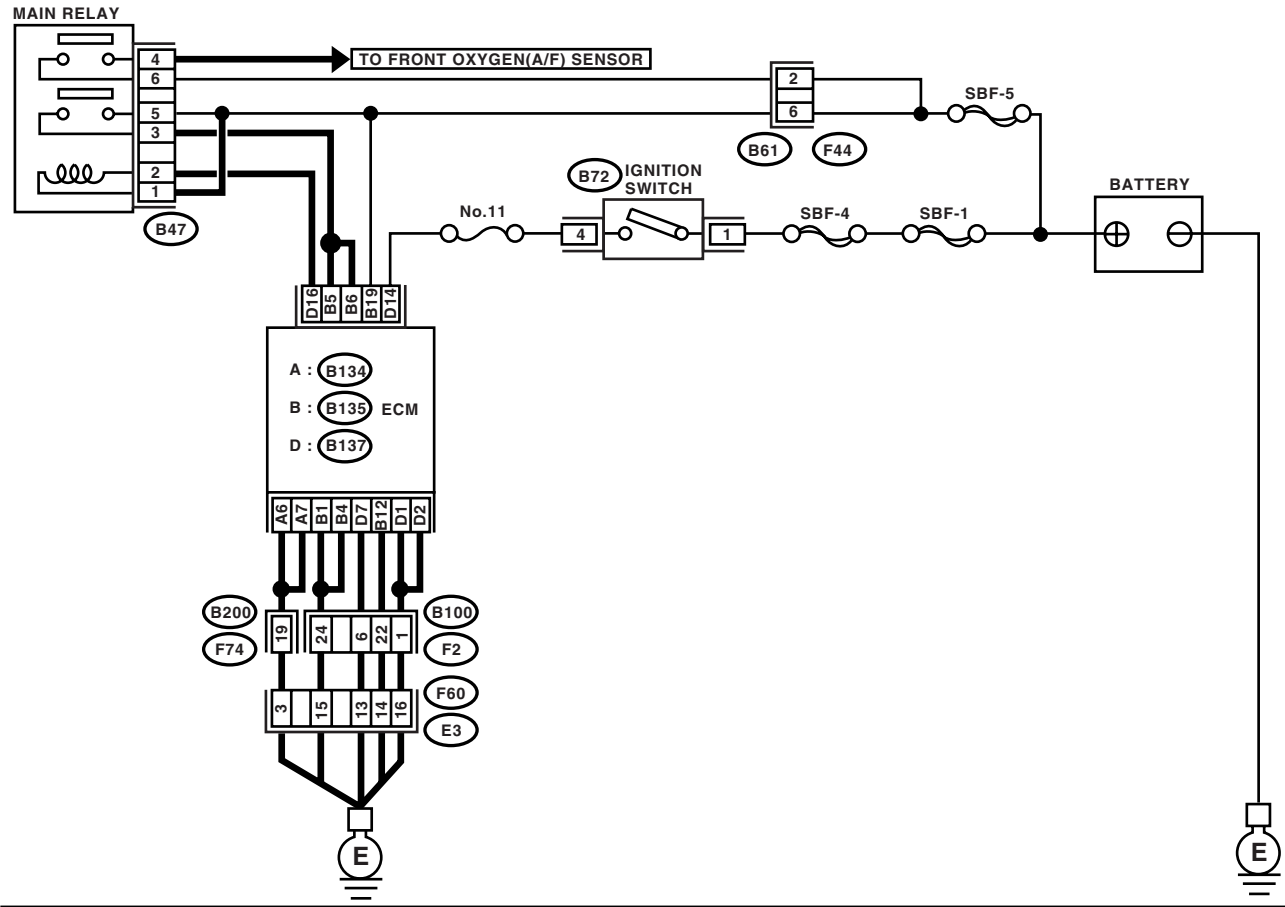 MAIN RELAY
4
TO FRONT OXYGEN(A/F) SENSOR
6
5
3
2
1
B47
2
6
B61
F44
SBF-5
B72
IGNITION
SWITCH
No.11
4
1
SBF-4
SBF-1
BATTERY
D16
B5
B6
B19
D14
A : B134
B : B135
ECM
D : B137
A6
A7
B1
B4
D7
B12
D1
D2
B200
F74
19
24
6
22
1
B100
F2
3
15
13
14
16
F60
E3
E
E